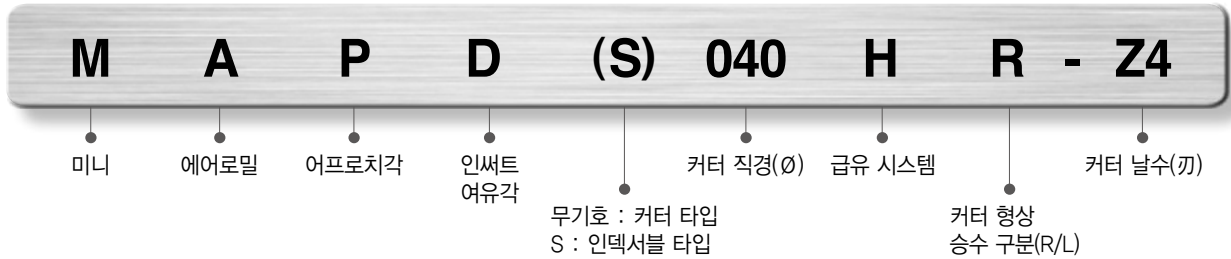 M A P D (S) 040 H R - Z4
미니
에어로밀
어프로치각
인써트
여유각
무기호 : 커터 타입
S : 인덱서블 타입
커터 직경(Ø)
급유 시스템
커터 형상
승수 구분(R/L)
커터 날수(刃)